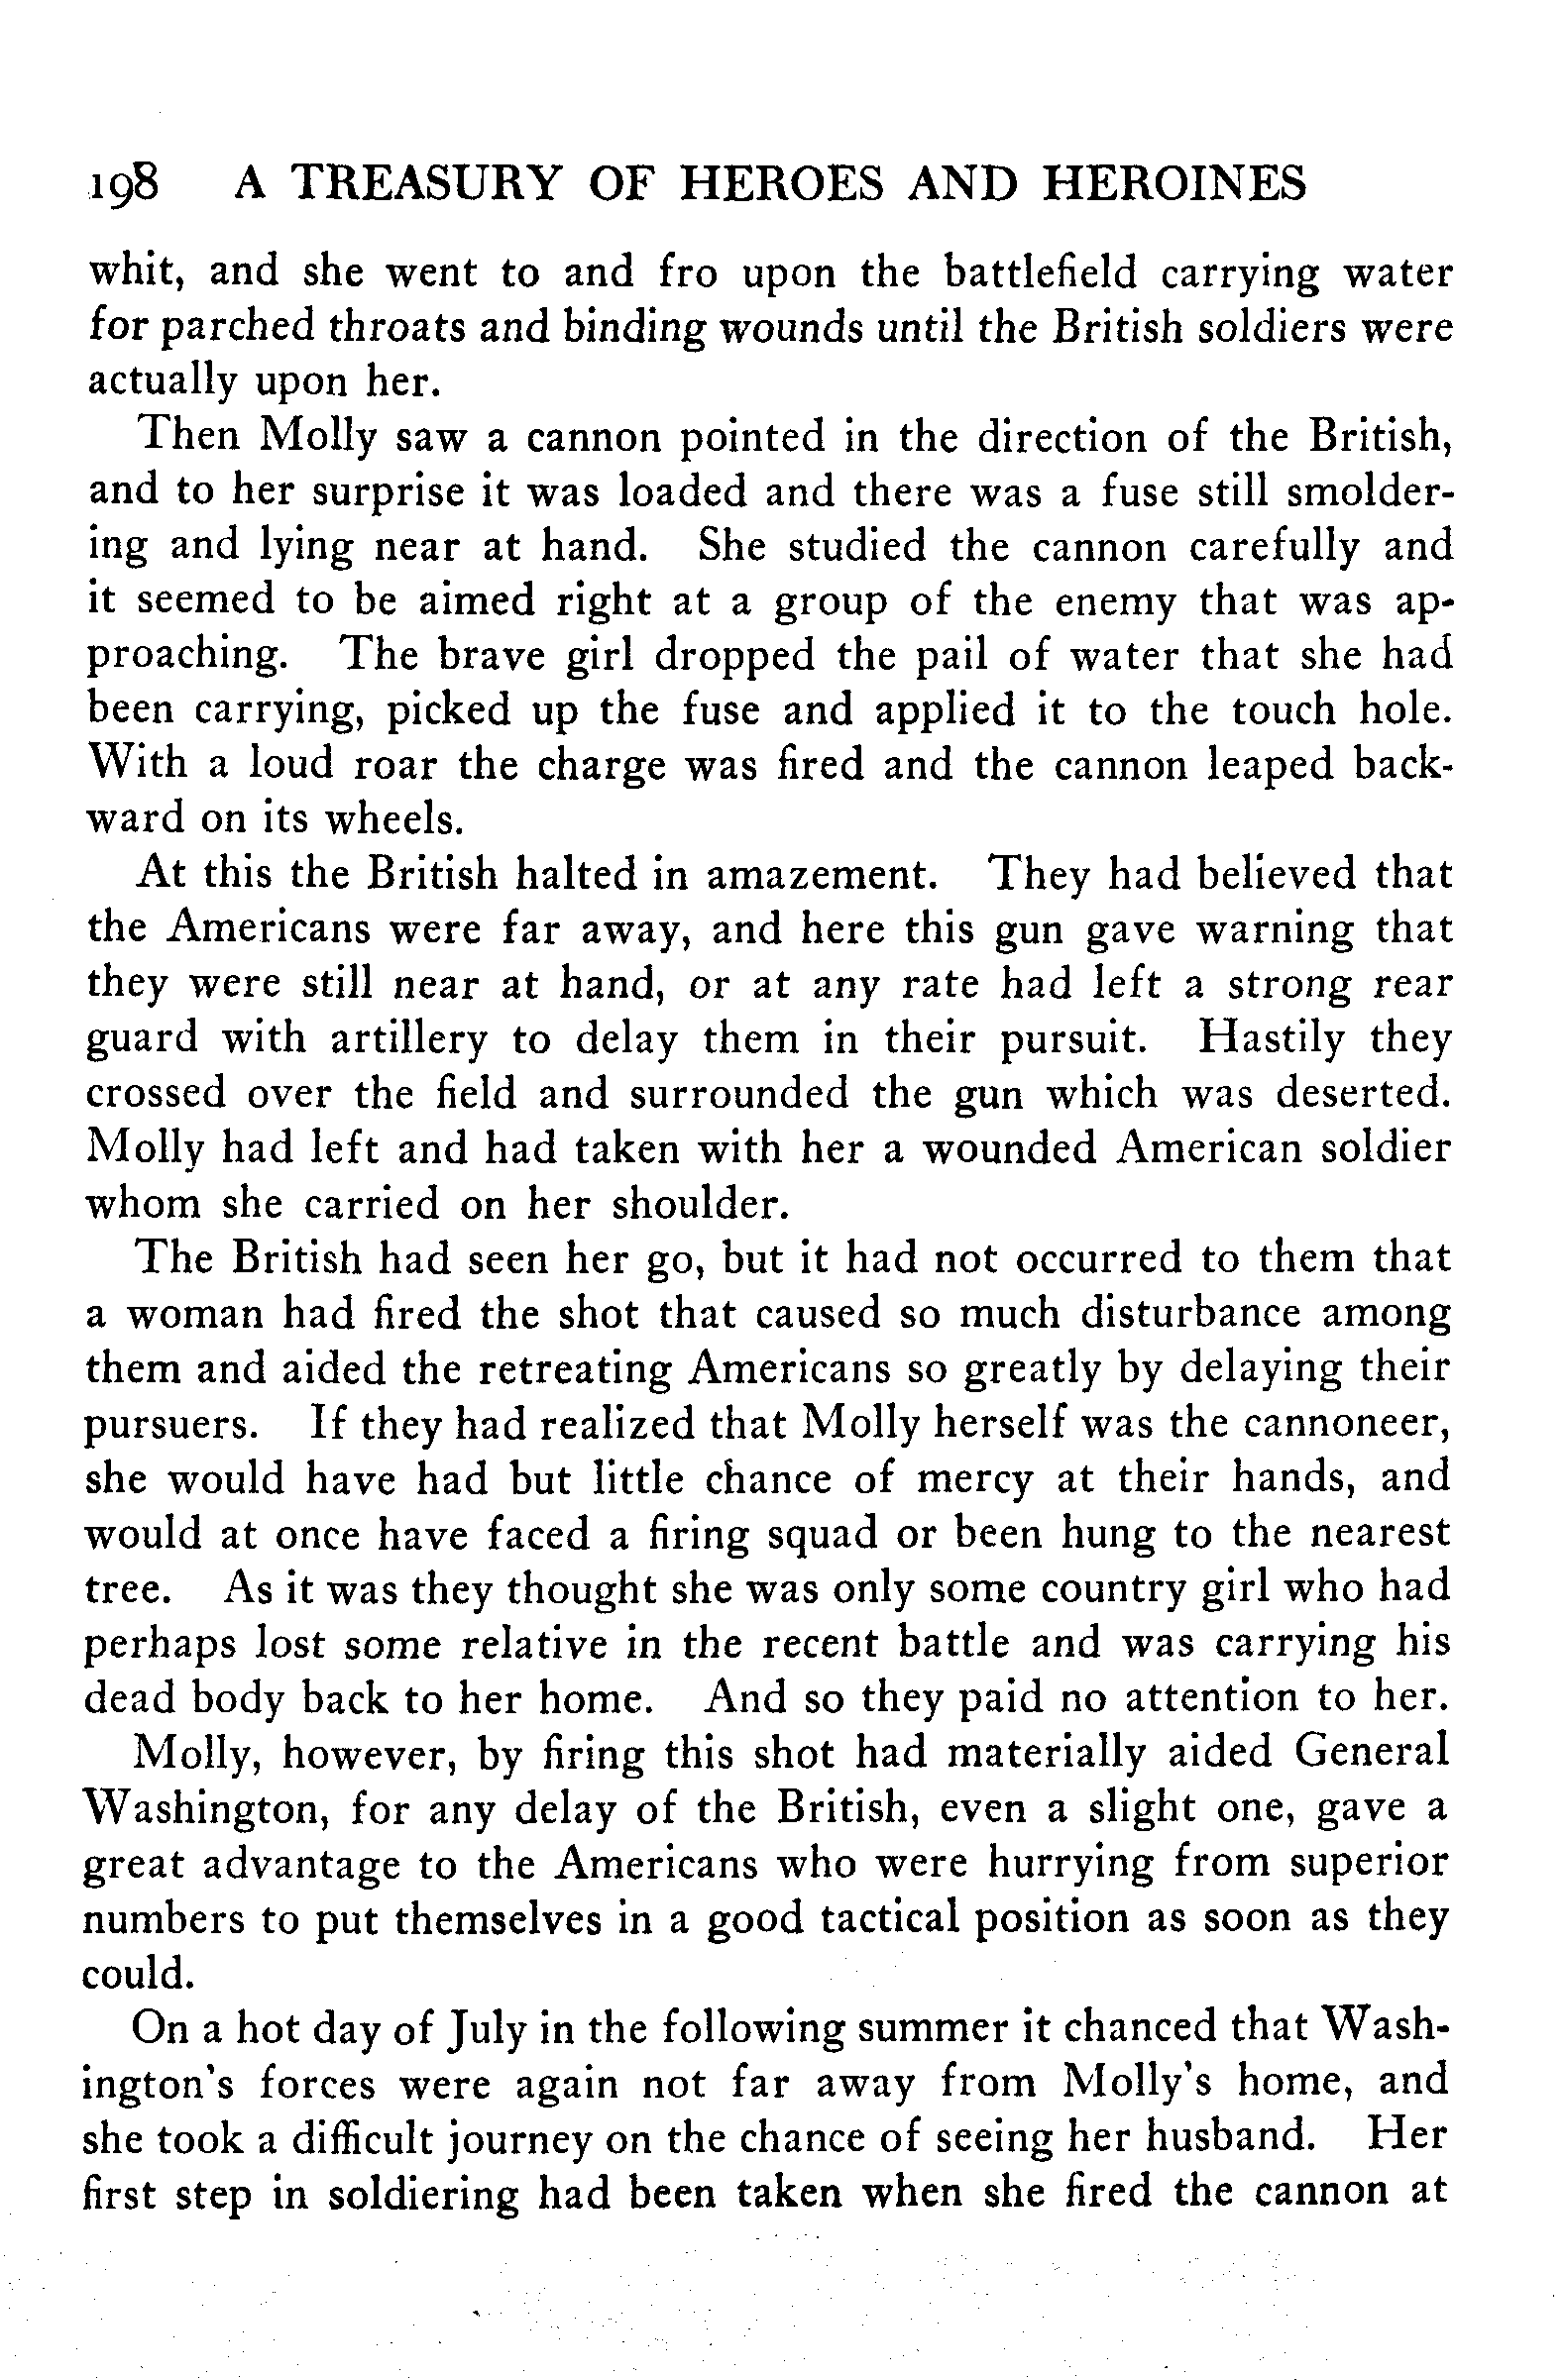 198 A TREASURY OF HEROES AND HEROINES
whit, and she went to and fro upon the battlefield carrying water
for parched throats and binding wounds until the British soldiers were
actually upon her.
Then Molly saw a cannon pointed in the direction of the British,
and to her surprise it was loaded and there was a fuse still smolder-
ing and lying near at hand. She studied the cannon carefully and
it seemed to be aimed right at a group of the enemy that was ap-
proaching. The brave girl dropped the pail of water that she had
been carrying, picked up the fuse and applied it to the touch hole.
With a loud roar the charge was fired and the cannon leaped back-
ward on its wheels.
At this the British halted in amazement. They had believed that
the Americans were far away, and here this gun gave warning that
they were still near at hand, or at any rate had left a strong rear
guard with artillery to delay them in their pursuit. Hastily they
crossed over the field and surrounded the gun which was deserted.
Molly had left and had taken with her a wounded American soldier
whom she carried on her shoulder.
The British had seen her go, but it had not occurred to them that
a woman had fired the shot that caused so much disturbance among
them and aided the retreating Americans so greatly by delaying their
pursuers. If they had realized that Molly herself was the cannoneer,
she would have had but little chance of mercy at their hands, and
would at once have faced a firing squad or been hung to the nearest
tree. As it was they thought she was only some country girl who had
perhaps lost some relative in the recent battle and was carrying his
dead body back to her home. And so they paid no attention to her.
Molly, however, by firing this shot had materially aided General
Washington, for any delay of the British, even a slight one, gave a
great advantage to the Americans who were hurrying from superior
numbers to put themselves in a good tactical position as soon as they
could.
On a hot day of July in the following summer it chanced that Wash-
ington's forces were again not far away from Molly's home, and
she took a difficult journey on the chance of seeing her husband. Her
first step in soldiering had been taken when she fired the cannon at